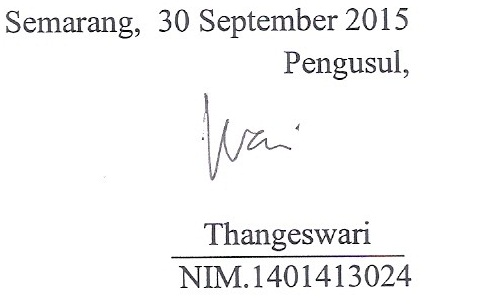 Semarang, 30 September 2015
Pengusul,
Thangeswari
NIM.1401413024